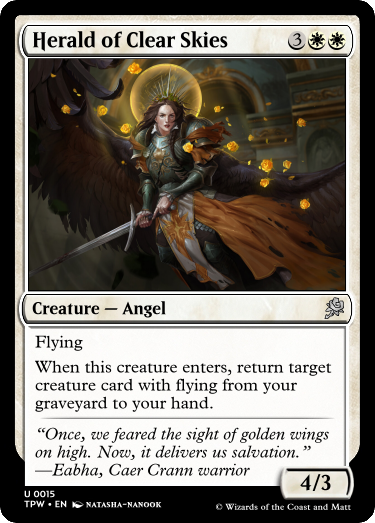 Herald of Clear Skies 3
Creature — Angel
Flying
When this creature enters, return target
creature card with flying from your
graveyard to your hand.
“Once, we feared the sight of golden wings
on high. Now, it delivers us salvation.”
—Eabha, Caer Crann warrior
4/3
U 0015
TPW • EN NATASHA-NANOOK
© Wizards of the Coast and Matt